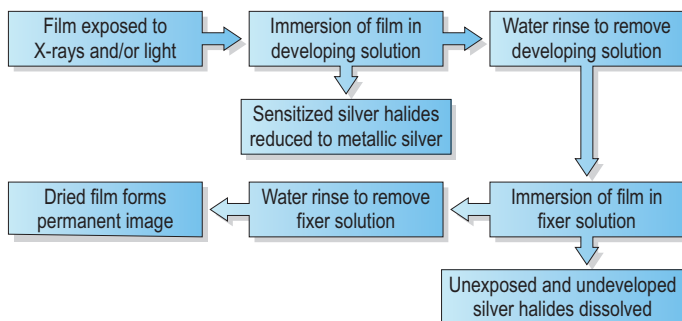 Film exposed to
X-rays and/or light
Immersion of film in
developing solution
Water rinse to remove
developing solution
Sensitized silver halides
reduced to metallic silver
Immersion of film in
fixer solution
Unexposed and undeveloped
silver halides dissolved
Water rinse to remove
fixer solution
Dried film forms
permanent image